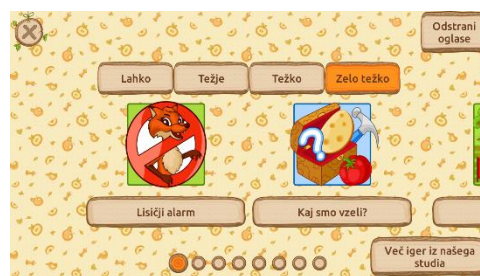 Odstrani
oglase
Lahko
Težje
Težko
Zelo težko
Lisičji alarm
Kaj smo vzeli?
Več iger iz našega
studia